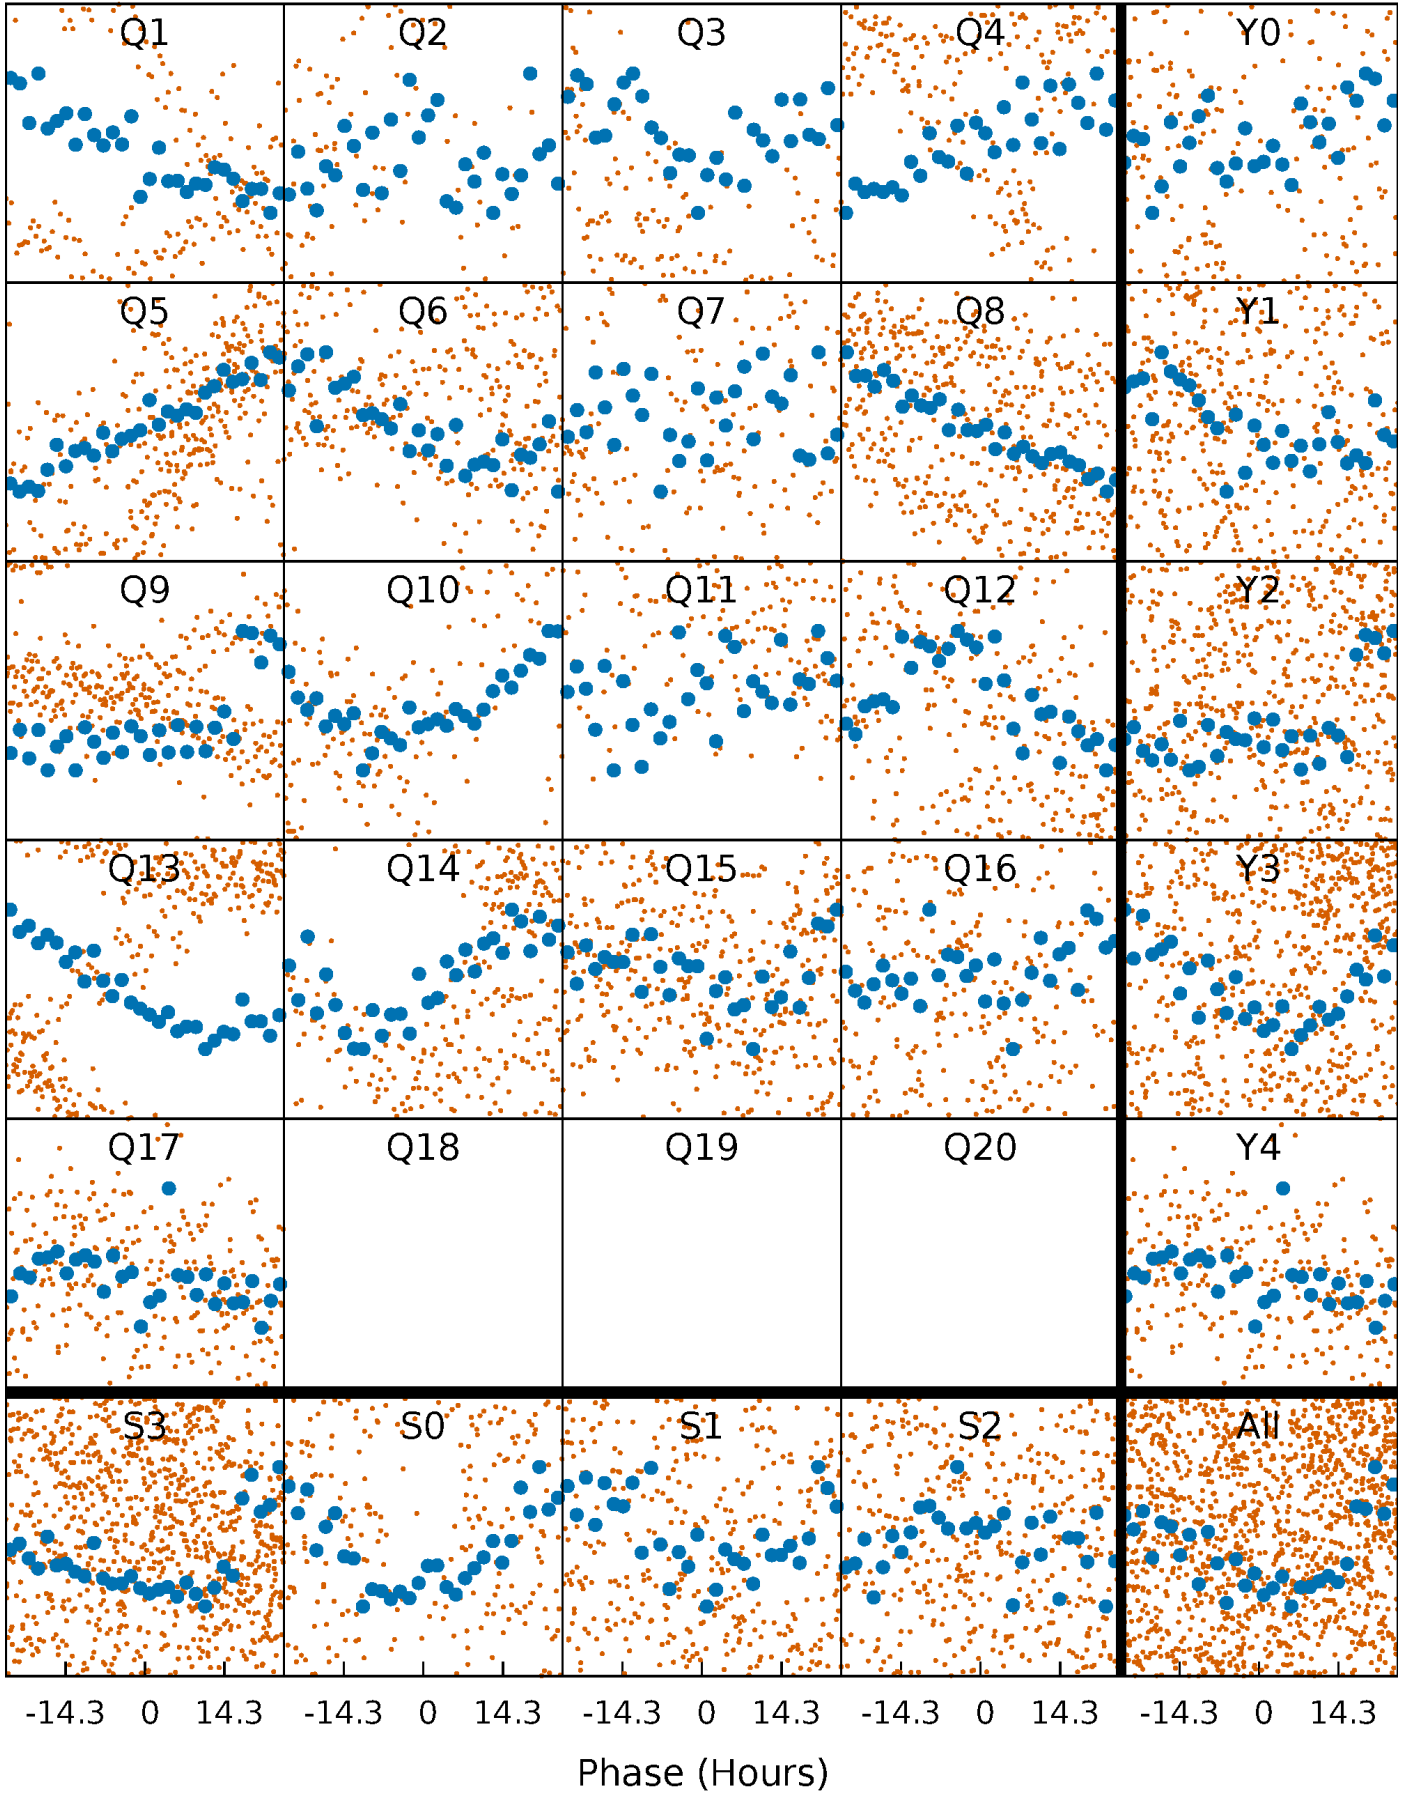 Q1 Q2 Q3 Q4 Y0
Q5 Q6 Q7 Q8 Y1
Q9 Q10 Q11 Q12 Y2
Q13 Q14 Q15 Q16 Y3
Q17 Q18 Q19 Q20 Y4
S3 S0 S1 S2 All
-14.3 0 14.3 -14.3 0 14.3 -14.3 0 14.3 -14.3 0 14.3 -14.3 0 14.3
Phase (Hours)